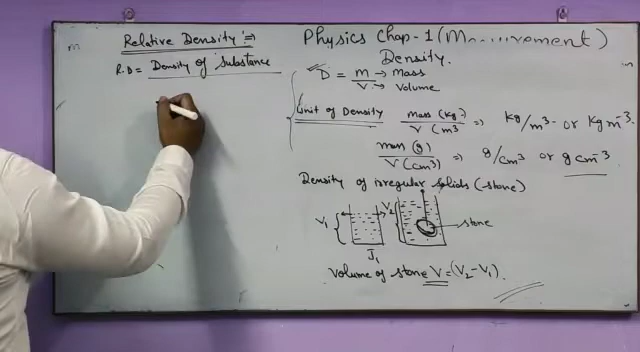 Relative Density :⇒
R.D = Density of Substance
Physics Chap-1 (Measurement)
Density.
D = m → Mass
V → Volume
Unit of Density mass (kg) / V (m³ ⇒ kg/m³ or kg m⁻³.
mass (g) / V (cm³) ⇒ g/cm³ or g cm⁻³
Density of irregular solids (stone)
V₁ V₂ stone
J₁
Volume of stone V = (V₂ - V₁).